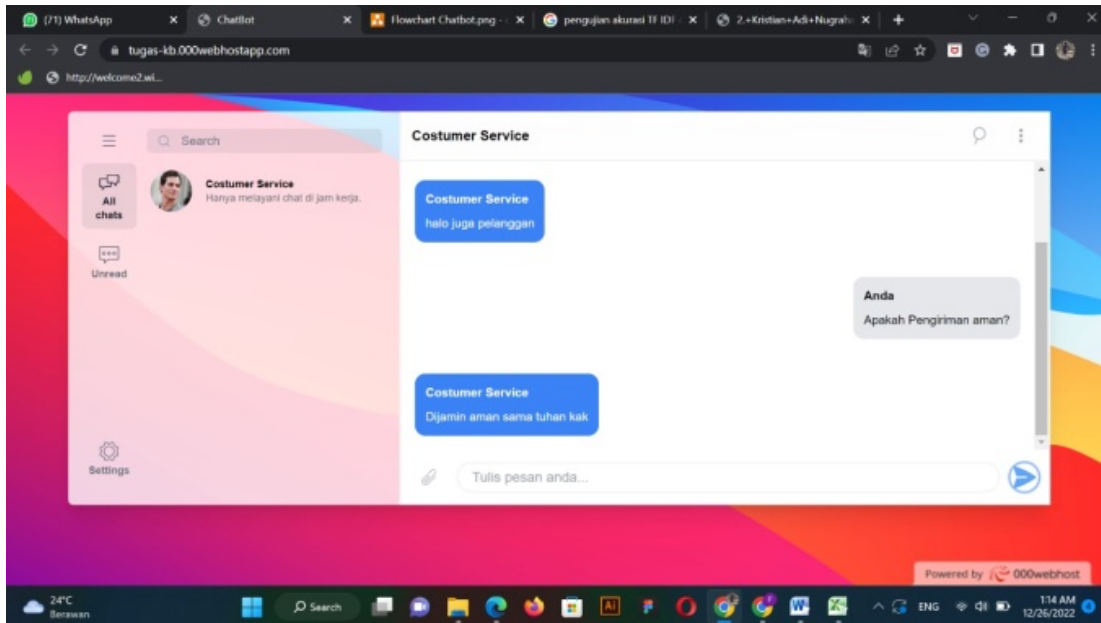 (71) WhatsApp
ChatBot
Flowchart Chatbot.png -
pengujian akurasi TF IDF
2.+Kristian+Adi+Nugrah
tugas-kb.000webhostapp.com
http://welcome2.wi...
Search
Costumer Service
All
chats
Costumer Service
Hanya melayani chat di jam kerja.
Unread
Settings
Costumer Service
halo juga pelanggan
Anda
Apakah Pengiriman aman?
Costumer Service
Dijamin aman sama tuhan kak
Tulis pesan anda...
Powered by 000webhost
24°C
Berawan
Search
Ai
ENG
1:14 AM
12/26/2022